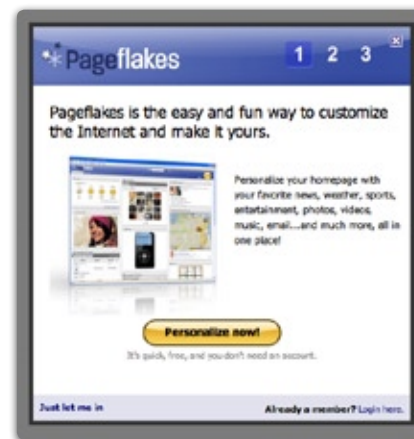 Pageflakes
1 2 3
Pageflakes is the easy and fun way to customize
the Internet and make it yours.
Personalize your homepage with
your favorite news, weather, sports,
entertainment, photos, videos,
music, email...and much more, all in
one place!
Personalize now!
It's quick, free, and you don't need an account.
Just let me in
Already a member? Login here.